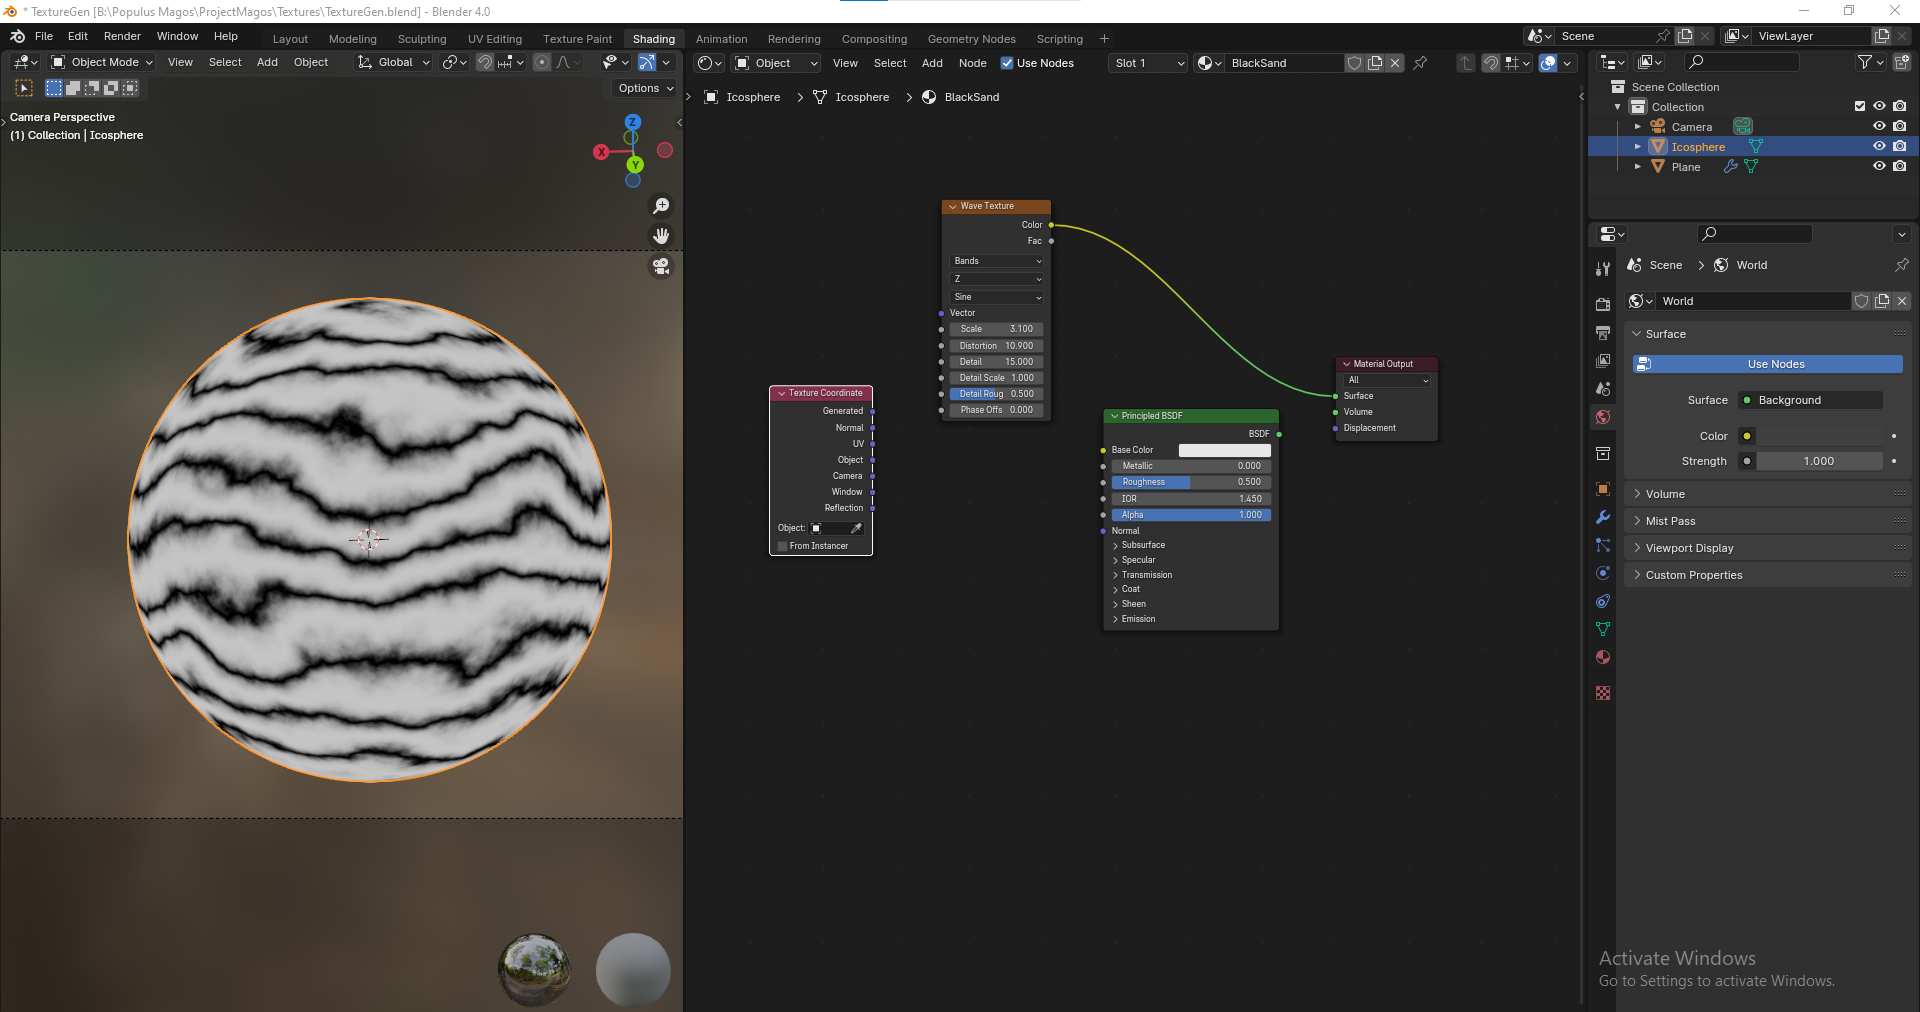 * TextureGen [B:\Populus Magos\ProjectMagos\Textures\TextureGen.blend] - Blender 4.0
File Edit Render Window Help Layout Modeling Sculpting UV Editing Texture Paint Shading Animation Rendering Compositing Geometry Nodes Scripting + Scene ViewLayer
Object Mode View Select Add Object Global
Object View Select Add Node Use Nodes Slot 1 BlackSand
Options
Icosphere > Icosphere > BlackSand
Camera Perspective
(1) Collection | Icosphere
Z
X
Y
Wave Texture
Color
Fac
Bands
Z
Sine
Vector
Scale 3.100
Distortion 10.900
Detail 15.000
Detail Scale 1.000
Detail Roug 0.500
Phase Offs 0.000
Texture Coordinate
Generated
Normal
UV
Object
Camera
Window
Reflection
Object:
From Instancer
Principled BSDF
BSDF
Base Color
Metallic 0.000
Roughness 0.500
IOR 1.450
Alpha 1.000
Normal
Subsurface
Specular
Transmission
Coat
Sheen
Emission
Material Output
All
Surface
Volume
Displacement
Scene Collection
Collection
Camera
Icosphere
Plane
Scene > World
World
Surface
Use Nodes
Surface Background
Color
Strength 1.000
Volume
Mist Pass
Viewport Display
Custom Properties
Activate Windows
Go to Settings to activate Windows.